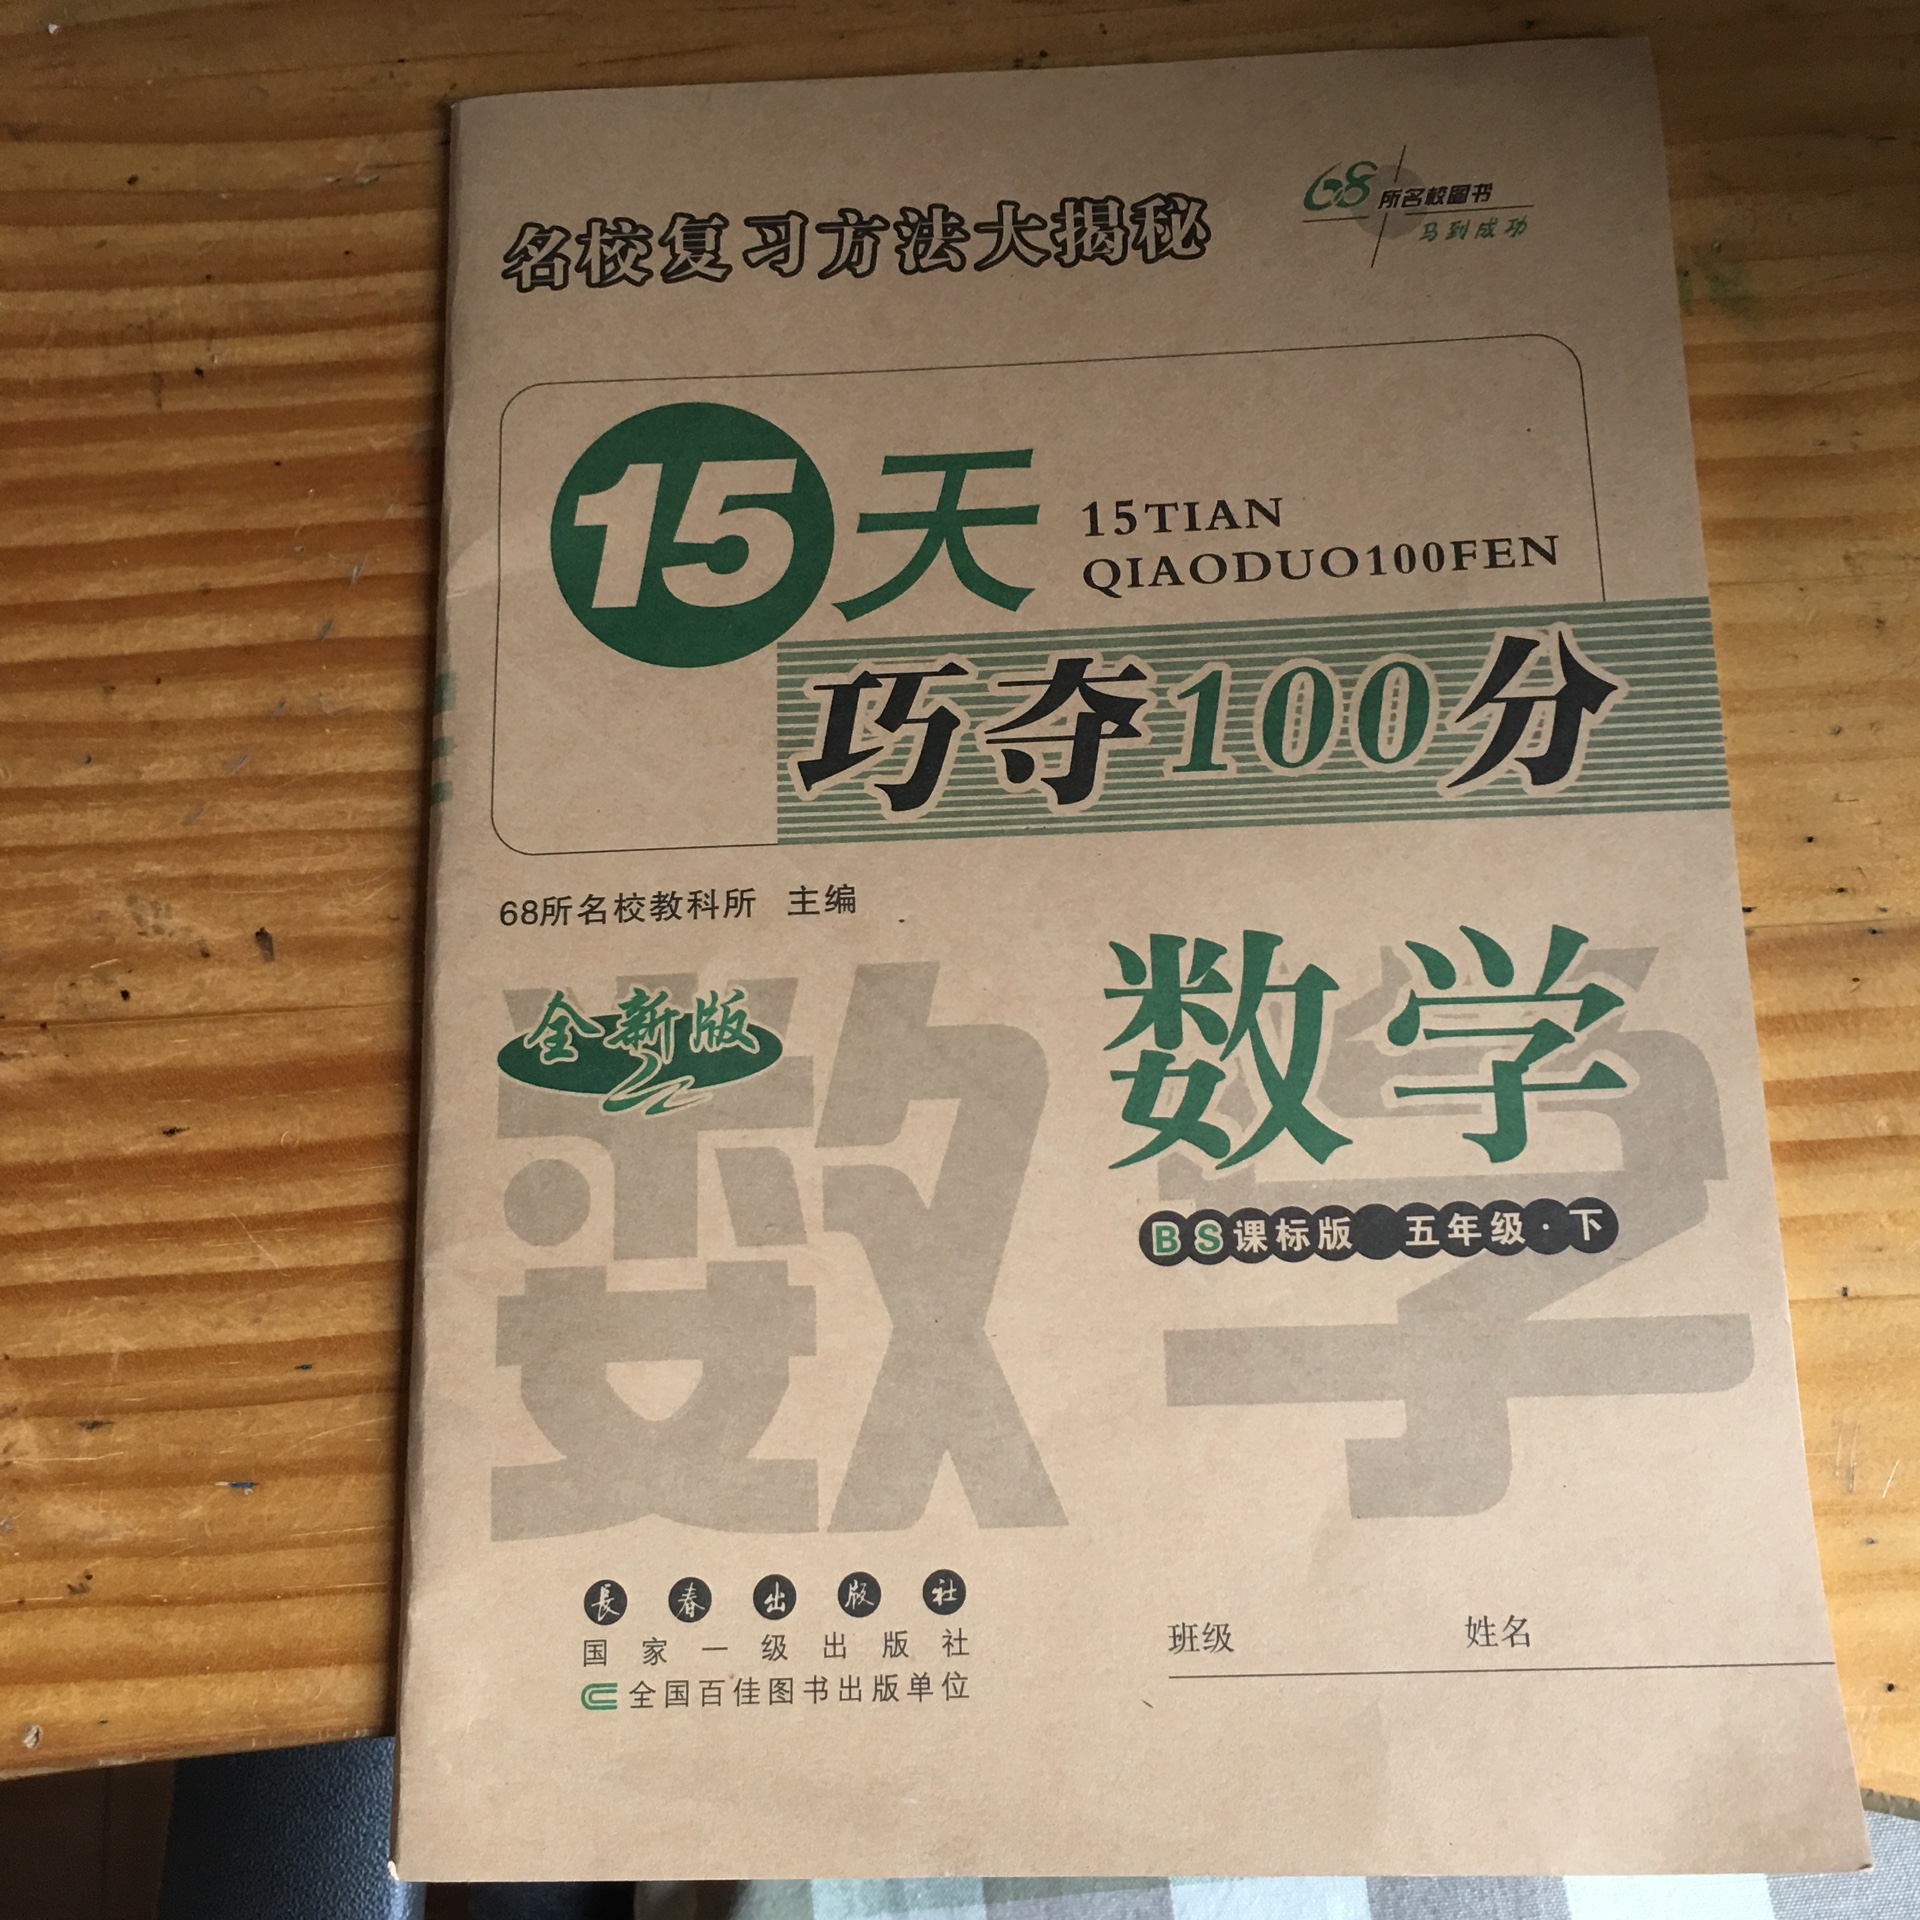 68所名校图书
马到成功
名校复习方法大揭秘
15天
15TIAN
QIAODUO100FEN
巧夺100分
68所名校教科所 主编
全新版
数学
数学
BS课标版 五年级·下
長春出版社
国家一级出版社
全国百佳图书出版单位
班级 姓名